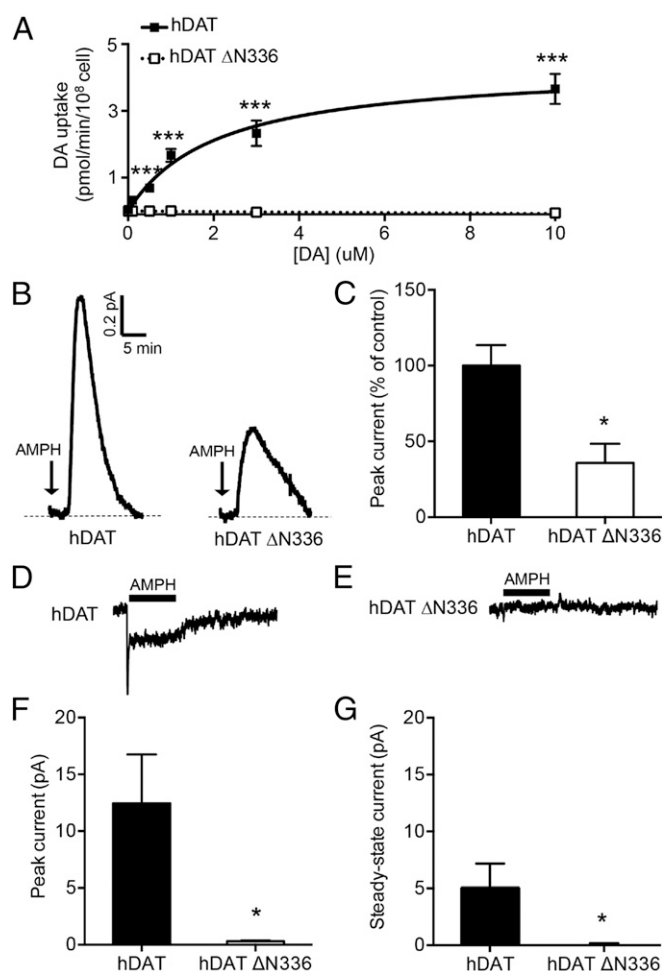 A
hDAT
hDAT ΔN336
DA uptake
(pmol/min/10⁸ cell)
5
3
1
***
***
***
***
0
2
4
6
8
10
[DA] (uM)
B
0.2 pA
5 min
AMPH
AMPH
hDAT
hDAT ΔN336
C
Peak current (% of control)
150
100
50
0
*
hDAT
hDAT ΔN336
D
AMPH
hDAT
E
AMPH
hDAT ΔN336
F
Peak current (pA)
20
15
10
5
0
*
hDAT
hDAT ΔN336
G
Steady-state current (pA)
20
15
10
5
0
*
hDAT
hDAT ΔN336